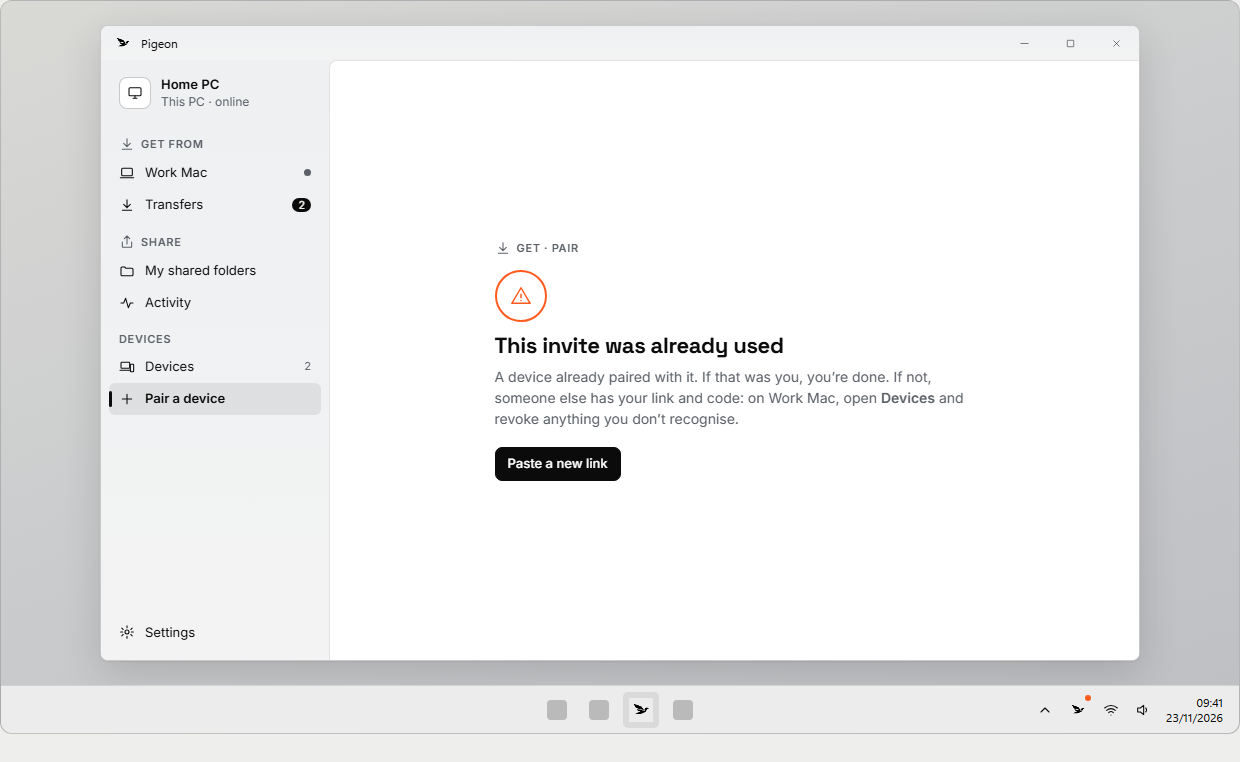 Pigeon
Home PC
This PC · online
GET FROM
Work Mac
Transfers
2
SHARE
My shared folders
Activity
DEVICES
Devices
2
Pair a device
Settings
GET · PAIR
This invite was already used
A device already paired with it. If that was you, you’re done. If not,
someone else has your link and code: on Work Mac, open Devices and
revoke anything you don’t recognise.
Paste a new link
09:41
23/11/2026